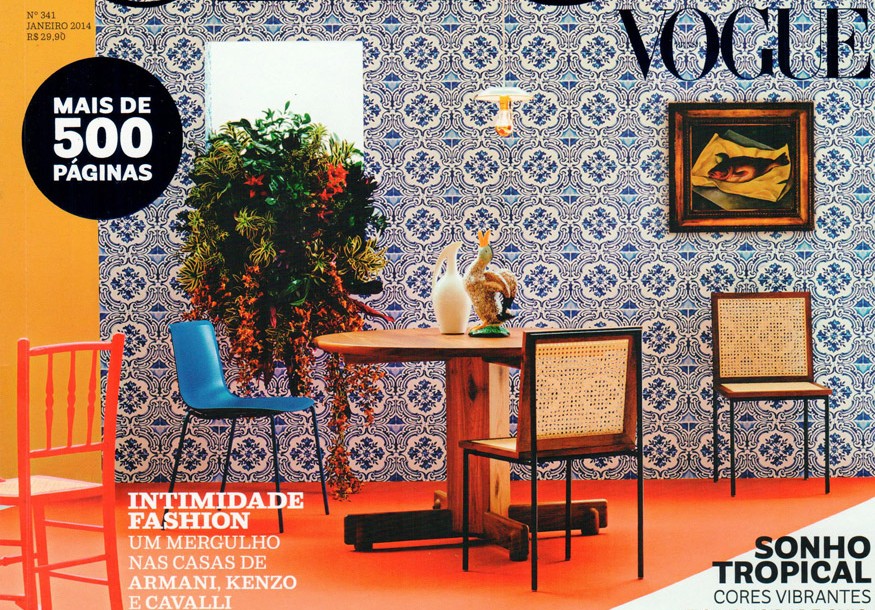 Nº 341
JANEIRO 2014
R$ 29,90
VOGUE
MAIS DE
500
PÁGINAS
INTIMIDADE
FASHION
UM MERGULHO
NAS CASAS DE
ARMANI, KENZO
E CAVALLI
SONHO
TROPICAL
CORES VIBRANTES